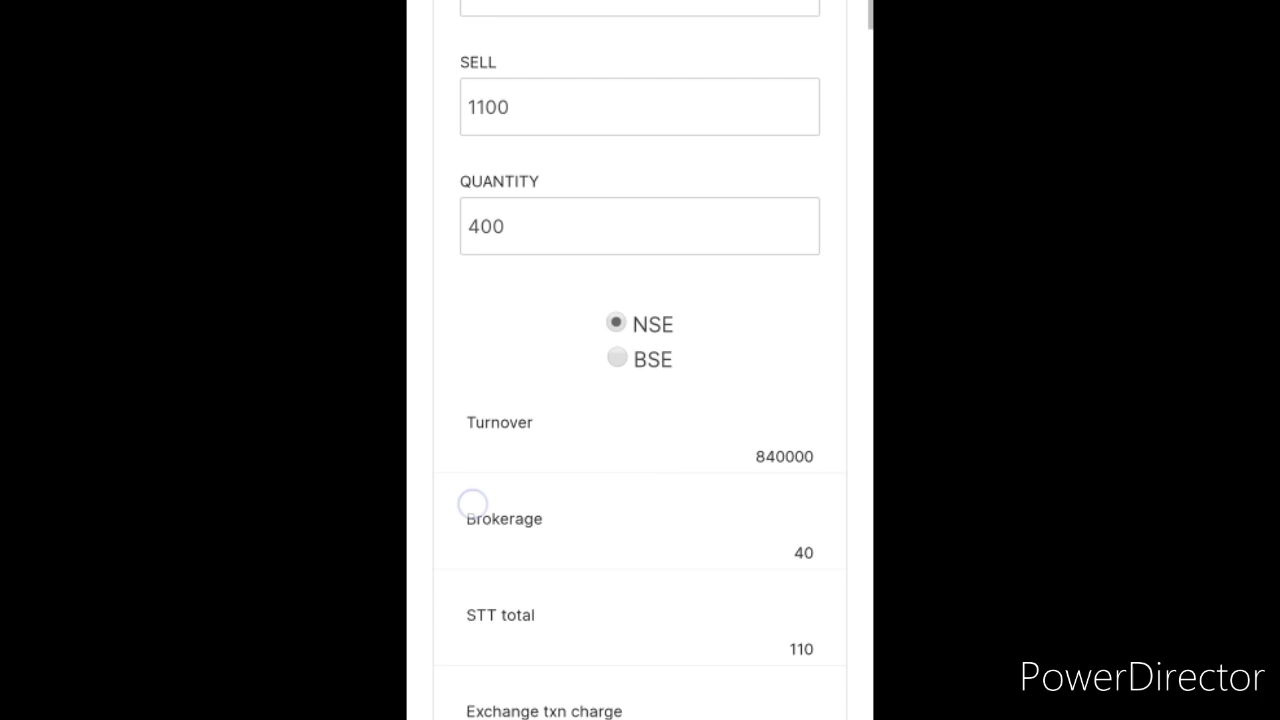 SELL
1100
QUANTITY
400
NSE
BSE
Turnover
840000
Brokerage
40
STT total
110
Exchange txn charge
PowerDirector